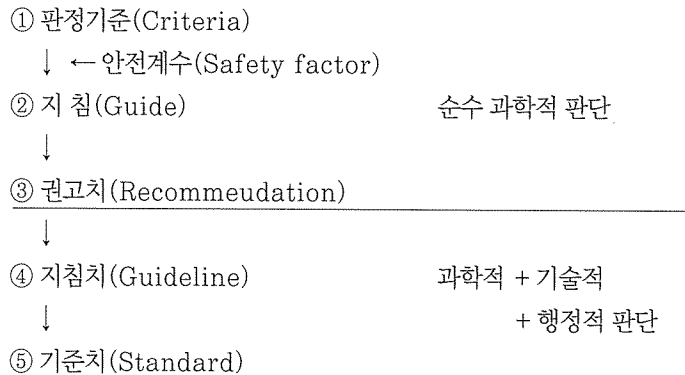 ① 판정기준(Criteria)
↓ ← 안전계수(Safety factor)
② 지 침(Guide) 순수 과학적 판단
↓
③ 권고치(Recommeudation)
↓
④ 지침치(Guideline) 과학적 + 기술적
↓ + 행정적 판단
⑤ 기준치(Standard)